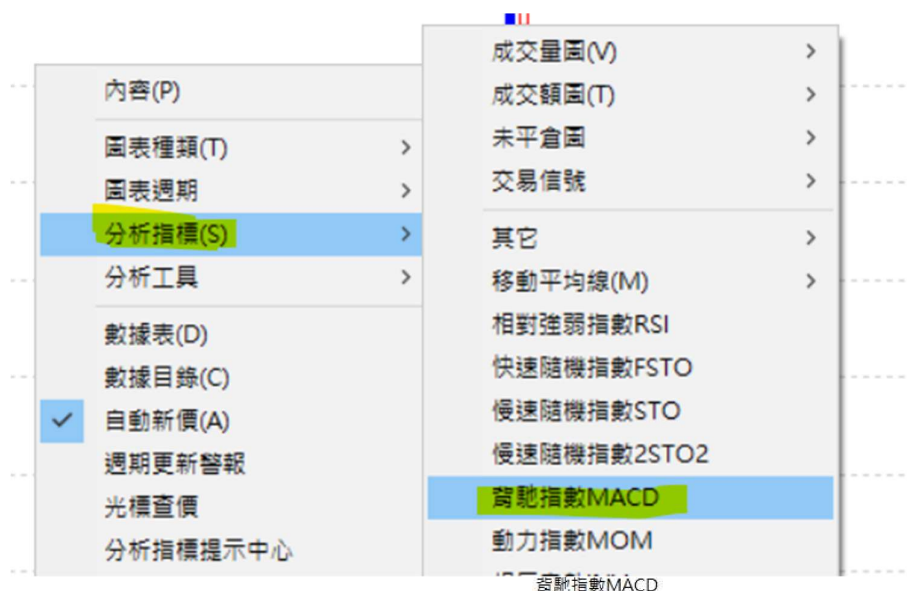 內容(P)
圖表種類(T)
圖表週期
分析指標(S)
分析工具
數據表(D)
數據目錄(C)
自動新價(A)
週期更新警報
光標查價
分析指標提示中心
成交量圖(V)
成交額圖(T)
未平倉圖
交易信號
其它
移動平均線(M)
相對強弱指數RSI
快速隨機指數FSTO
慢速隨機指數STO
慢速隨機指數2STO2
背馳指數MACD
動力指數MOM
背馳指數MACD